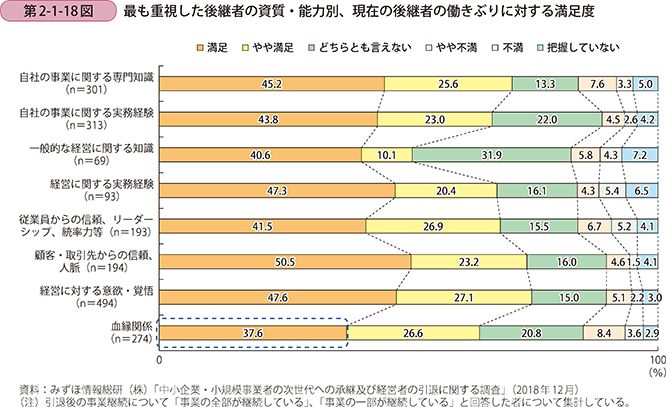 第2-1-18図 最も重視した後継者の資質・能力別、現在の後継者の働きぶりに対する満足度
満足 やや満足 どちらとも言えない やや不満 不満 把握していない
自社の事業に関する専門知識
（n＝301）
45.2 25.6 13.3 7.6 3.3 5.0
自社の事業に関する実務経験
（n＝313）
43.8 23.0 22.0 4.5 2.6 4.2
一般的な経営に関する知識
（n＝69）
40.6 10.1 31.9 5.8 4.3 7.2
経営に関する実務経験
（n＝93）
47.3 20.4 16.1 4.3 5.4 6.5
従業員からの信頼、リーダー
シップ、統率力等（n＝193）
41.5 26.9 15.5 6.7 5.2 4.1
顧客・取引先からの信頼、
人脈（n＝194）
50.5 23.2 16.0 4.6 1.5 4.1
経営に対する意欲・覚悟
（n＝494）
47.6 27.1 15.0 5.1 2.2 3.0
血縁関係
（n＝274）
37.6 26.6 20.8 8.4 3.6 2.9
0 100
(%)
資料：みずほ情報総研（株）「中小企業・小規模事業者の次世代への承継及び経営者の引退に関する調査」（2018年12月）
（注）引退後の事業継続について「事業の全部が継続している」、「事業の一部が継続している」と回答した者について集計している。